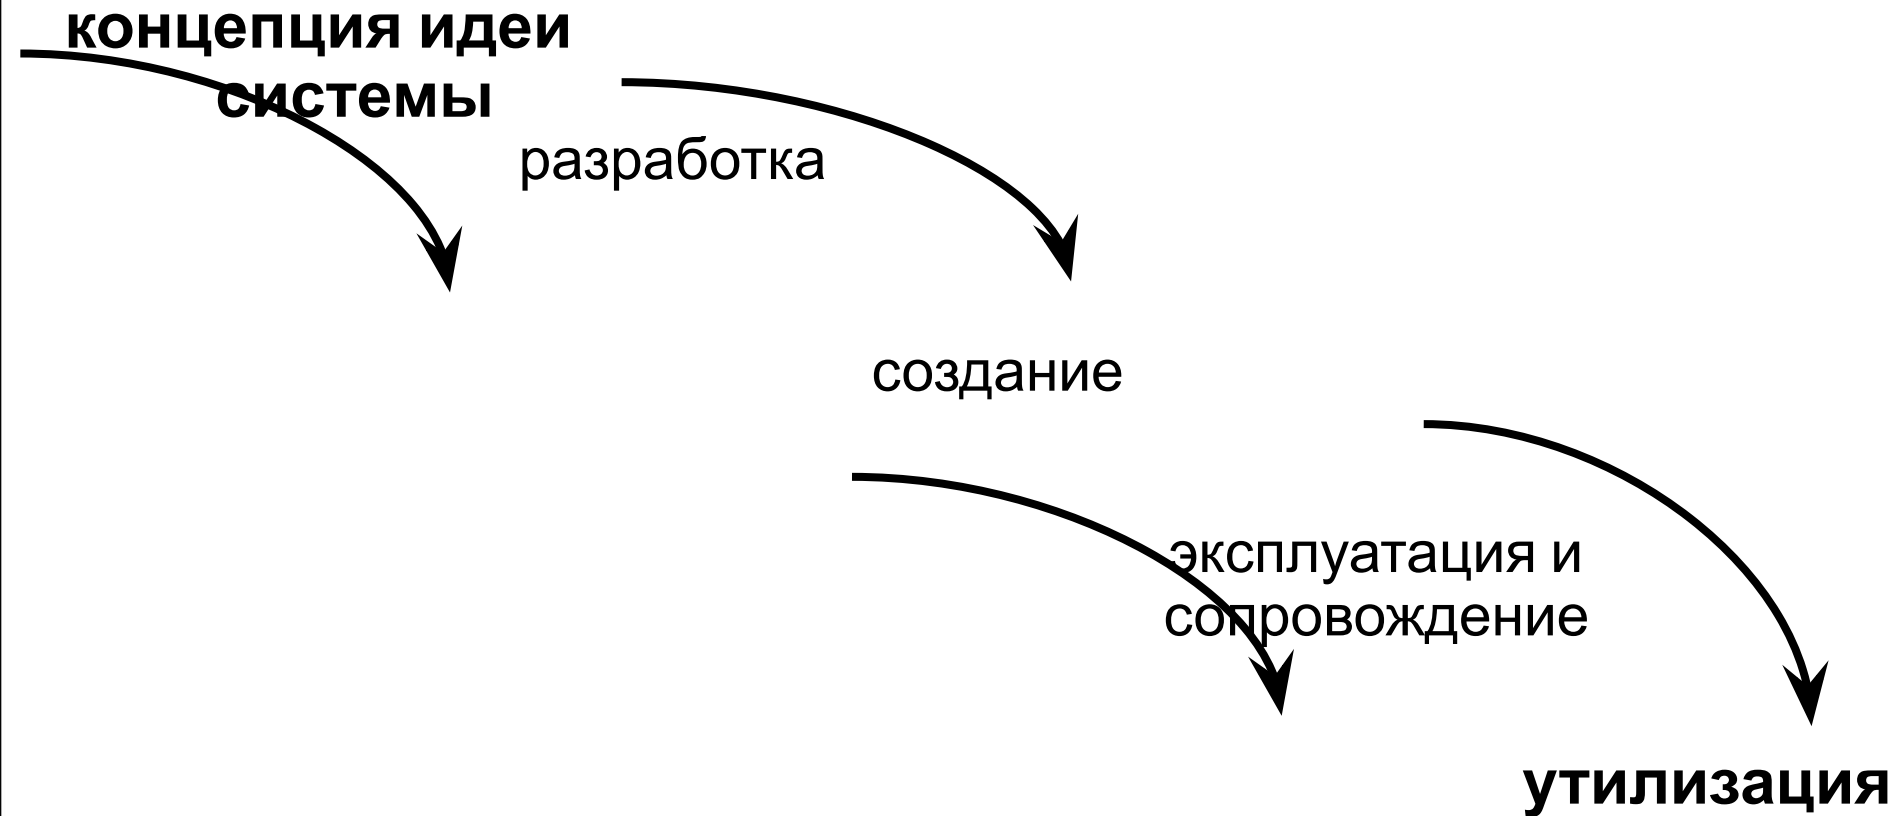 концепция идеи
системы
разработка
создание
эксплуатация и
сопровождение
утилизация